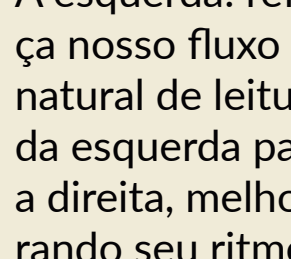 A esquerda: ref
ça nosso fluxo
natural de leitu
da esquerda pa
a direita, melho
rando seu ritmo